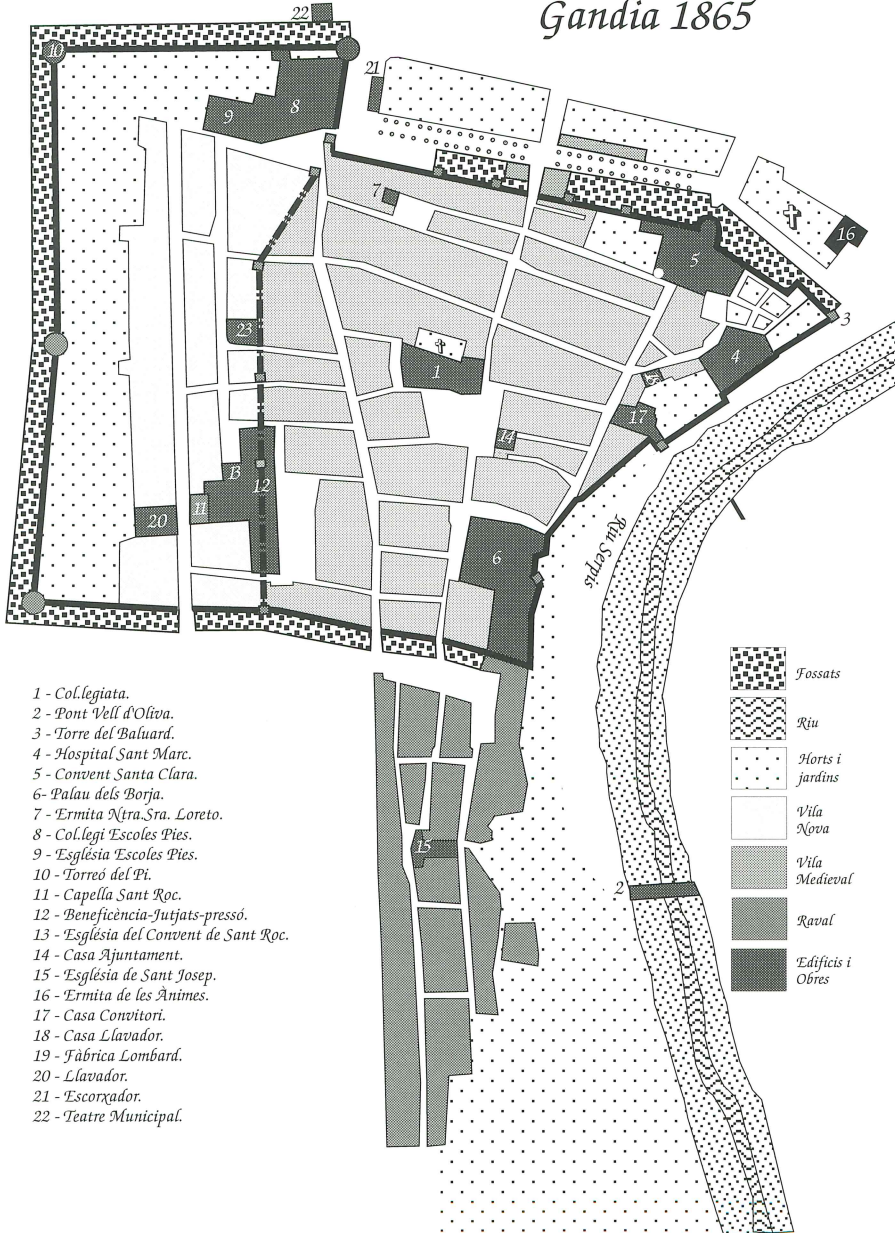 Gandia 1865
22
10
21
8
9
7
16
5
3
23
4
1
17
14
13
12
11
20
6
Riu Serpis
15
2
1 - Col.legiata.
2 - Pont Vell d'Oliva.
3 - Torre del Baluard.
4 - Hospital Sant Marc.
5 - Convent Santa Clara.
6- Palau dels Borja.
7 - Ermita Ntra.Sra. Loreto.
8 - Col.legi Escoles Pies.
9 - Església Escoles Pies.
10 - Torreó del Pi.
11 - Capella Sant Roc.
12 - Beneficència-Jutjats-pressó.
13 - Església del Convent de Sant Roc.
14 - Casa Ajuntament.
15 - Església de Sant Josep.
16 - Ermita de les Ànimes.
17 - Casa Convitori.
18 - Casa Llavador.
19 - Fàbrica Lombard.
20 - Llavador.
21 - Escorxador.
22 - Teatre Municipal.
Fossats
Riu
Horts i
jardins
Vila
Nova
Vila
Medieval
Raval
Edificis i
Obres